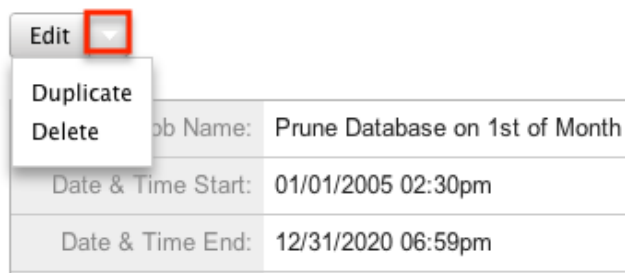 Edit
Duplicate
Delete
ob Name: Prune Database on 1st of Month
Date & Time Start: 01/01/2005 02:30pm
Date & Time End: 12/31/2020 06:59pm